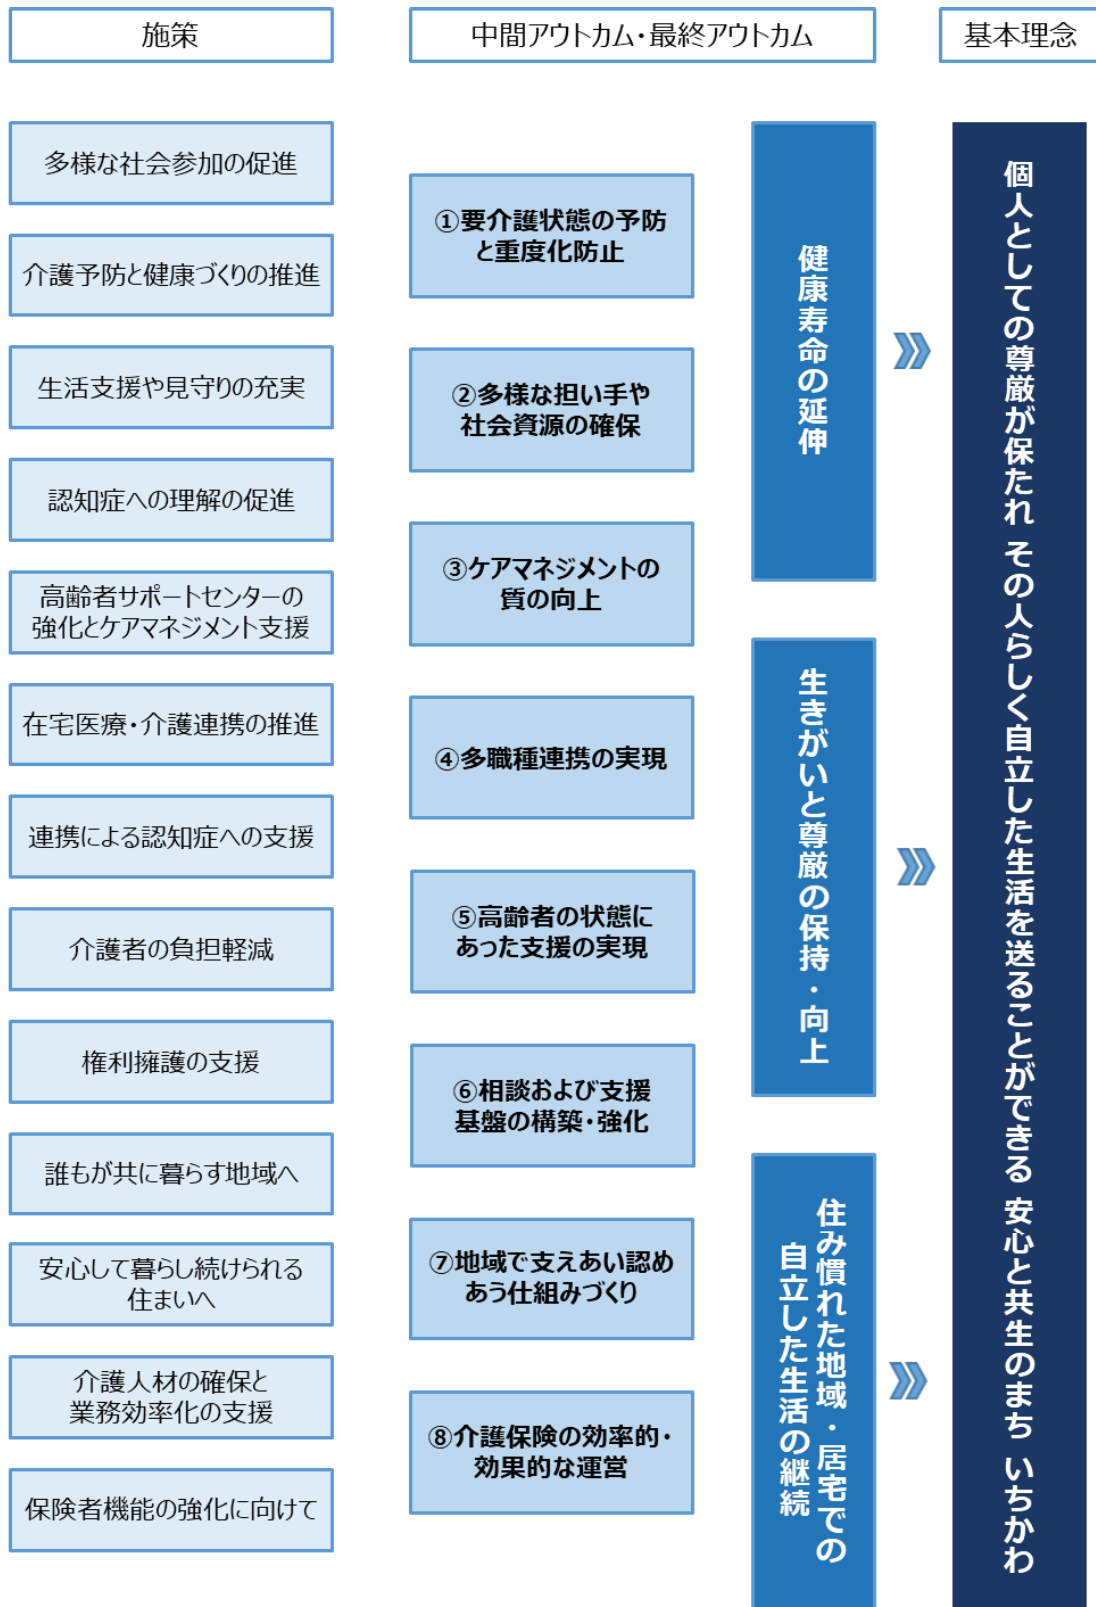 施策
中間アウトカム・最終アウトカム
基本理念
多様な社会参加の促進
介護予防と健康づくりの推進
生活支援や見守りの充実
認知症への理解の促進
高齢者サポートセンターの
強化とケアマネジメント支援
在宅医療・介護連携の推進
連携による認知症への支援
介護者の負担軽減
権利擁護の支援
誰もが共に暮らす地域へ
安心して暮らし続けられる
住まいへ
介護人材の確保と
業務効率化の支援
保険者機能の強化に向けて
①要介護状態の予防
と重度化防止
②多様な担い手や
社会資源の確保
③ケアマネジメントの
質の向上
④多職種連携の実現
⑤高齢者の状態に
あった支援の実現
⑥相談および支援
基盤の構築・強化
⑦地域で支えあい認め
あう仕組みづくり
⑧介護保険の効率的・
効果的な運営
健康寿命の延伸
生きがいと尊厳の保持・向上
住み慣れた地域・居宅での
自立した生活の継続
個人としての尊厳が保たれ その人らしく自立した生活を送ることができる 安心と共生のまち いちかわ